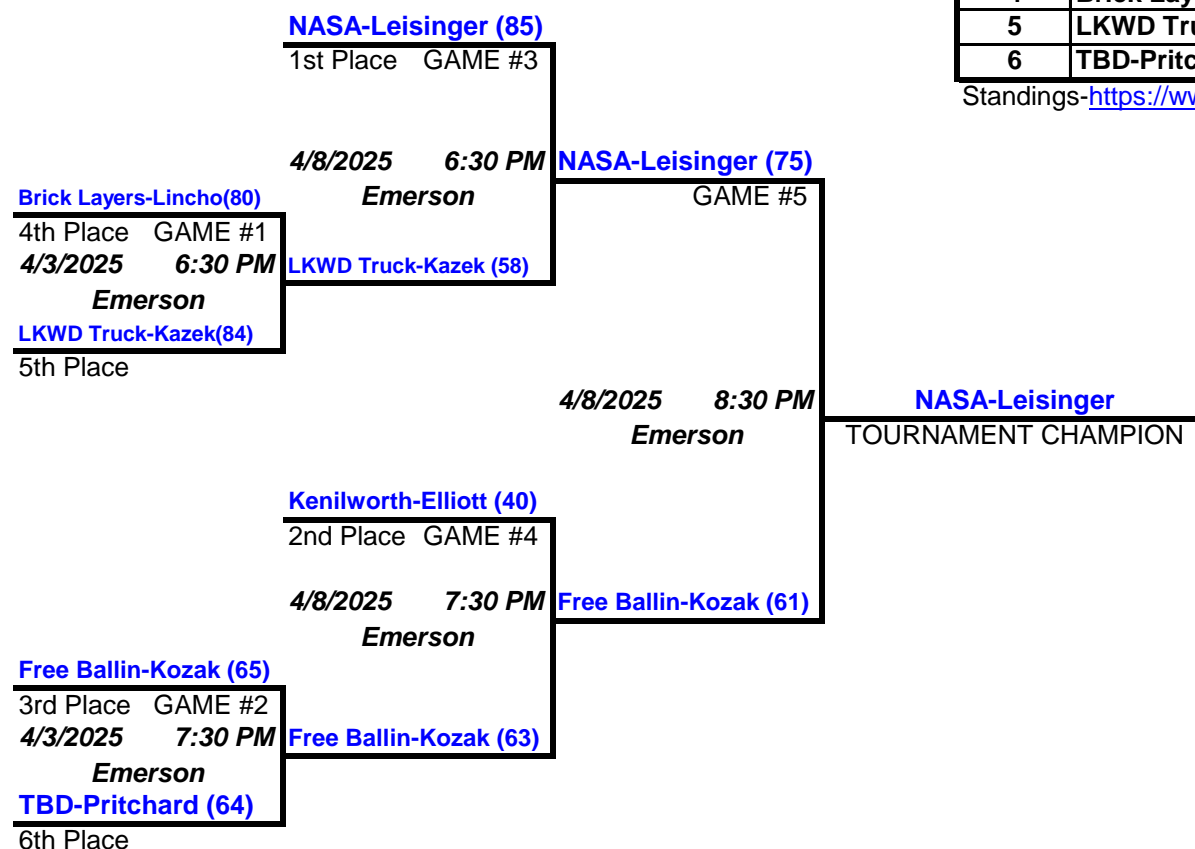 NASA-Leisinger (85)
1st Place GAME #3
4/8/2025 6:30 PM
Emerson
Brick Layers-Lincho(80)
4th Place GAME #1
4/3/2025 6:30 PM
Emerson
LKWD Truck-Kazek(84)
5th Place
LKWD Truck-Kazek (58)
NASA-Leisinger (75)
GAME #5
4/8/2025 8:30 PM
Emerson
NASA-Leisinger
TOURNAMENT CHAMPION
Kenilworth-Elliott (40)
2nd Place GAME #4
4/8/2025 7:30 PM
Emerson
Free Ballin-Kozak (61)
Free Ballin-Kozak (65)
3rd Place GAME #2
4/3/2025 7:30 PM
Emerson
TBD-Pritchard (64)
6th Place
Free Ballin-Kozak (63)
5 LKWD
6
Standings-https://